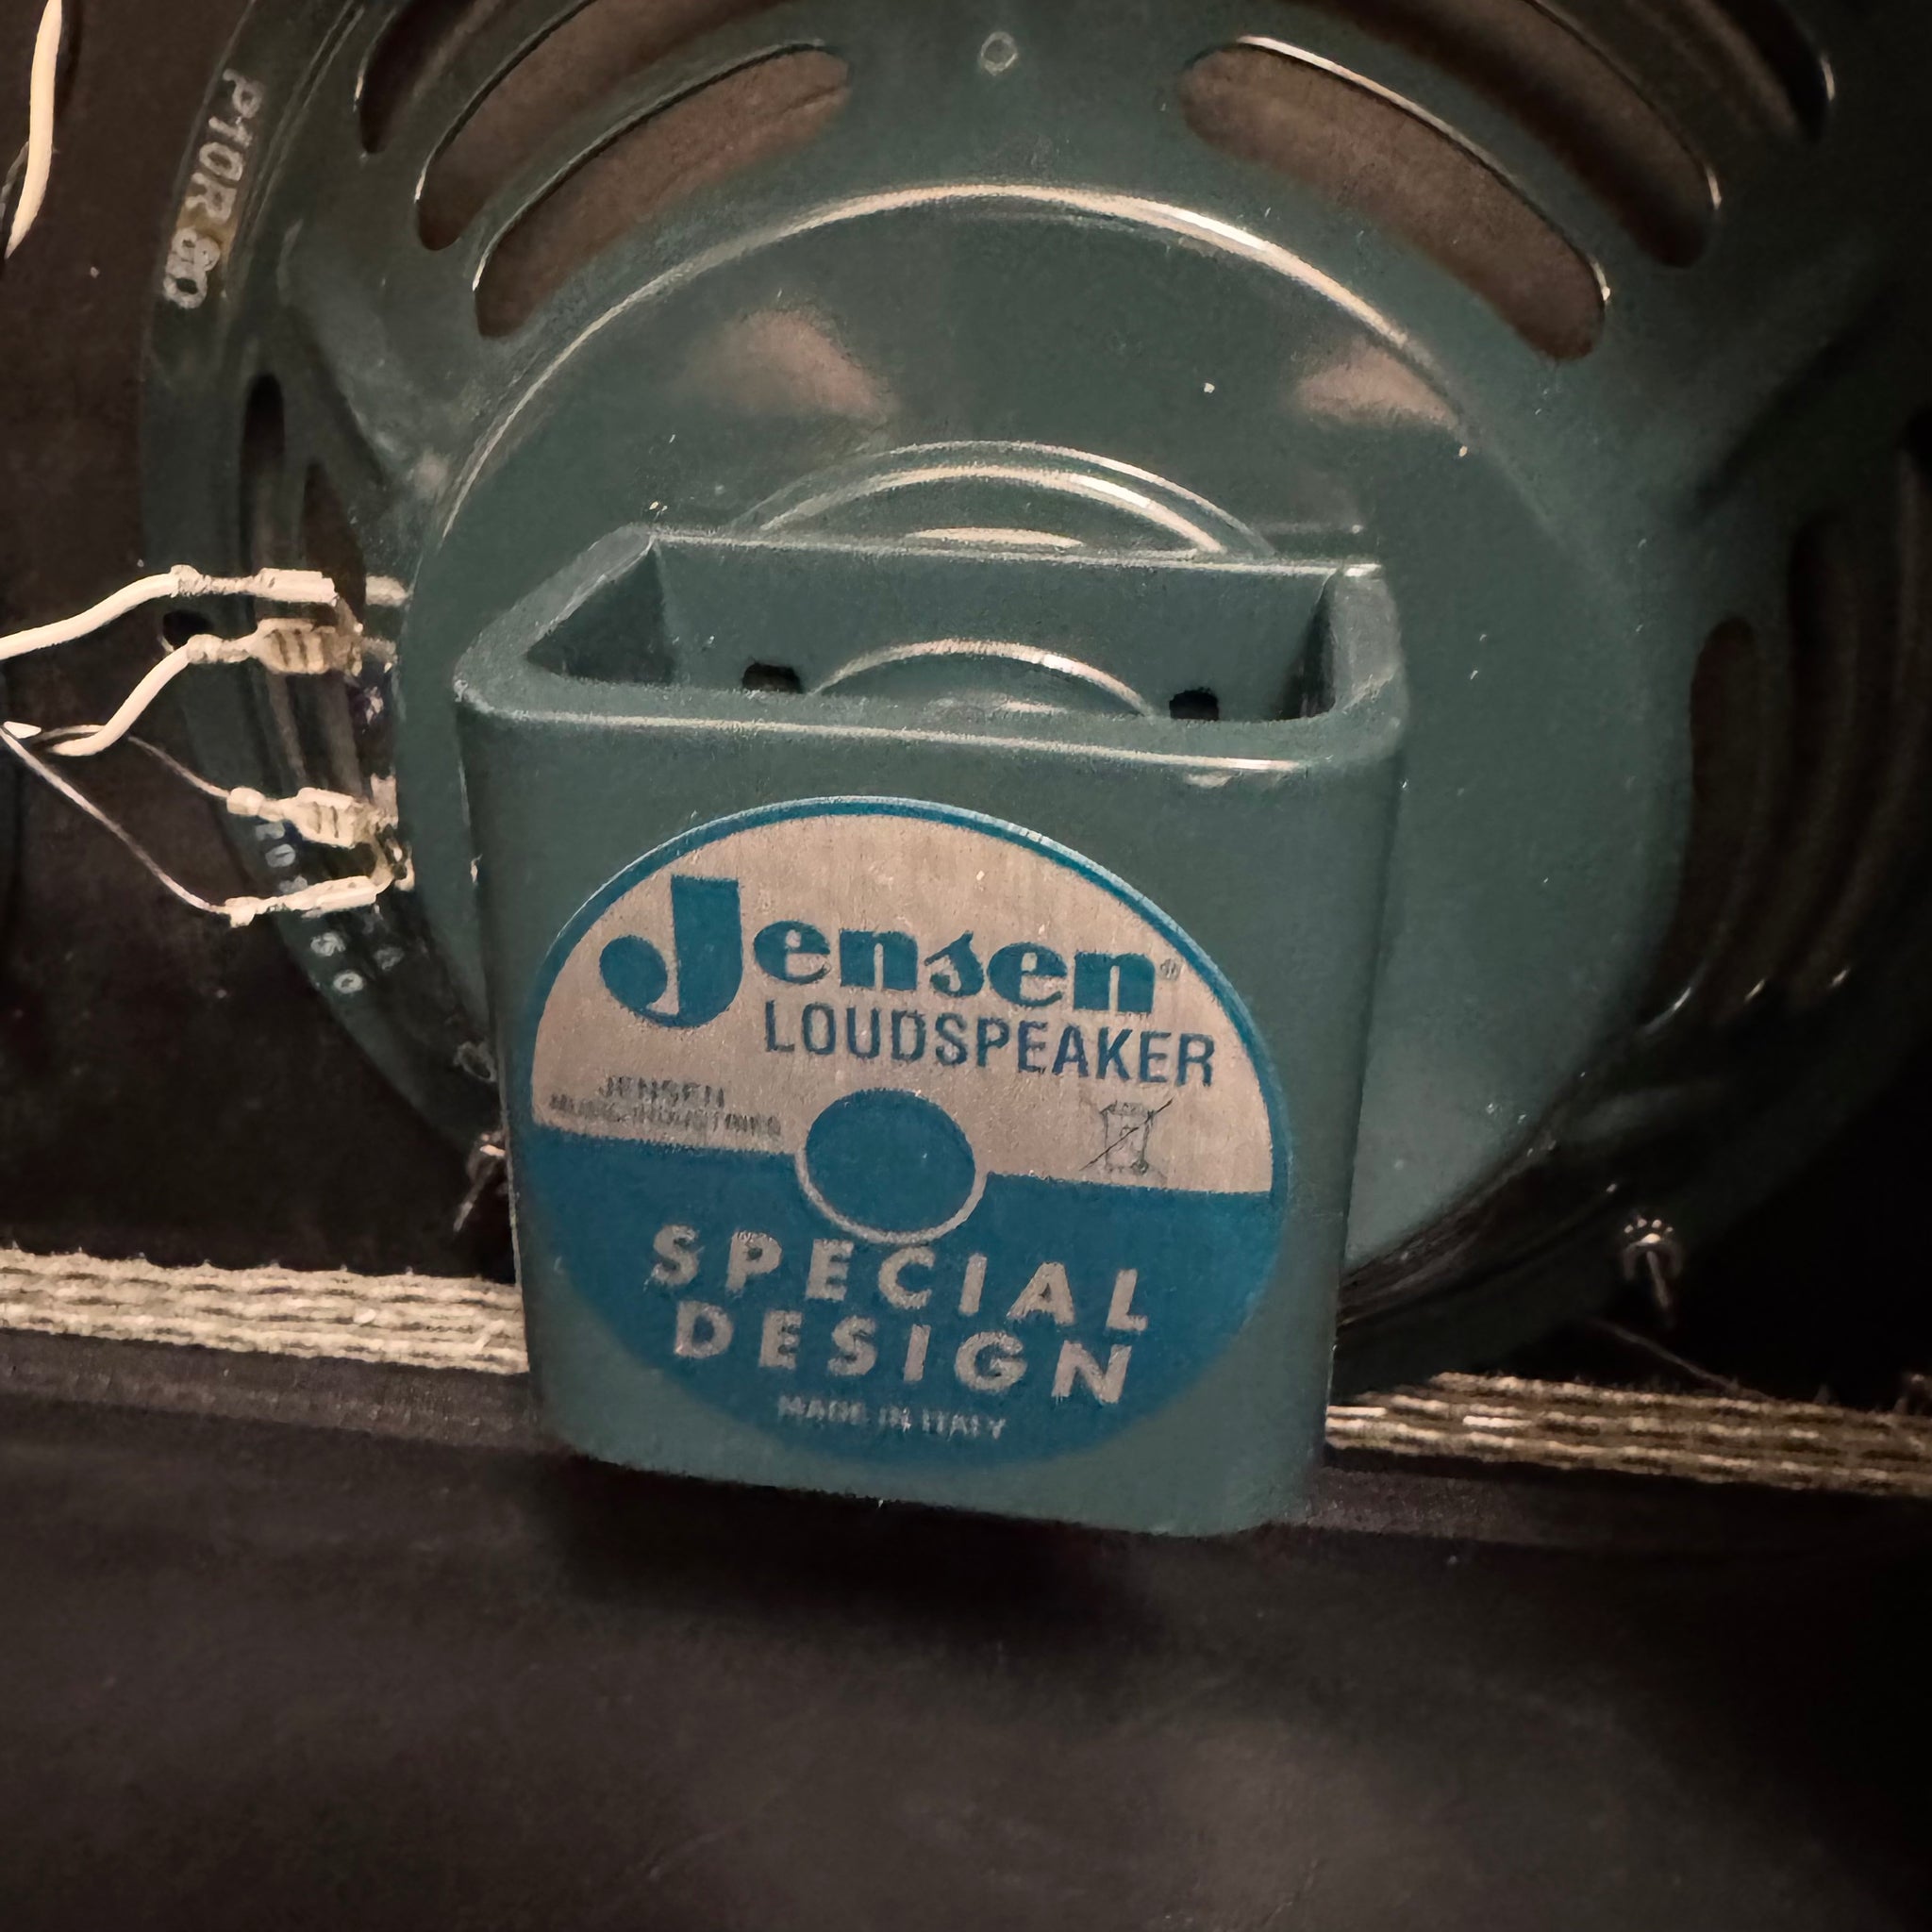 P10R 8Ω
Jensen®
LOUDSPEAKER
JENSEN
MUSIC INDUSTRIES
SPECIAL
DESIGN
MADE IN ITALY